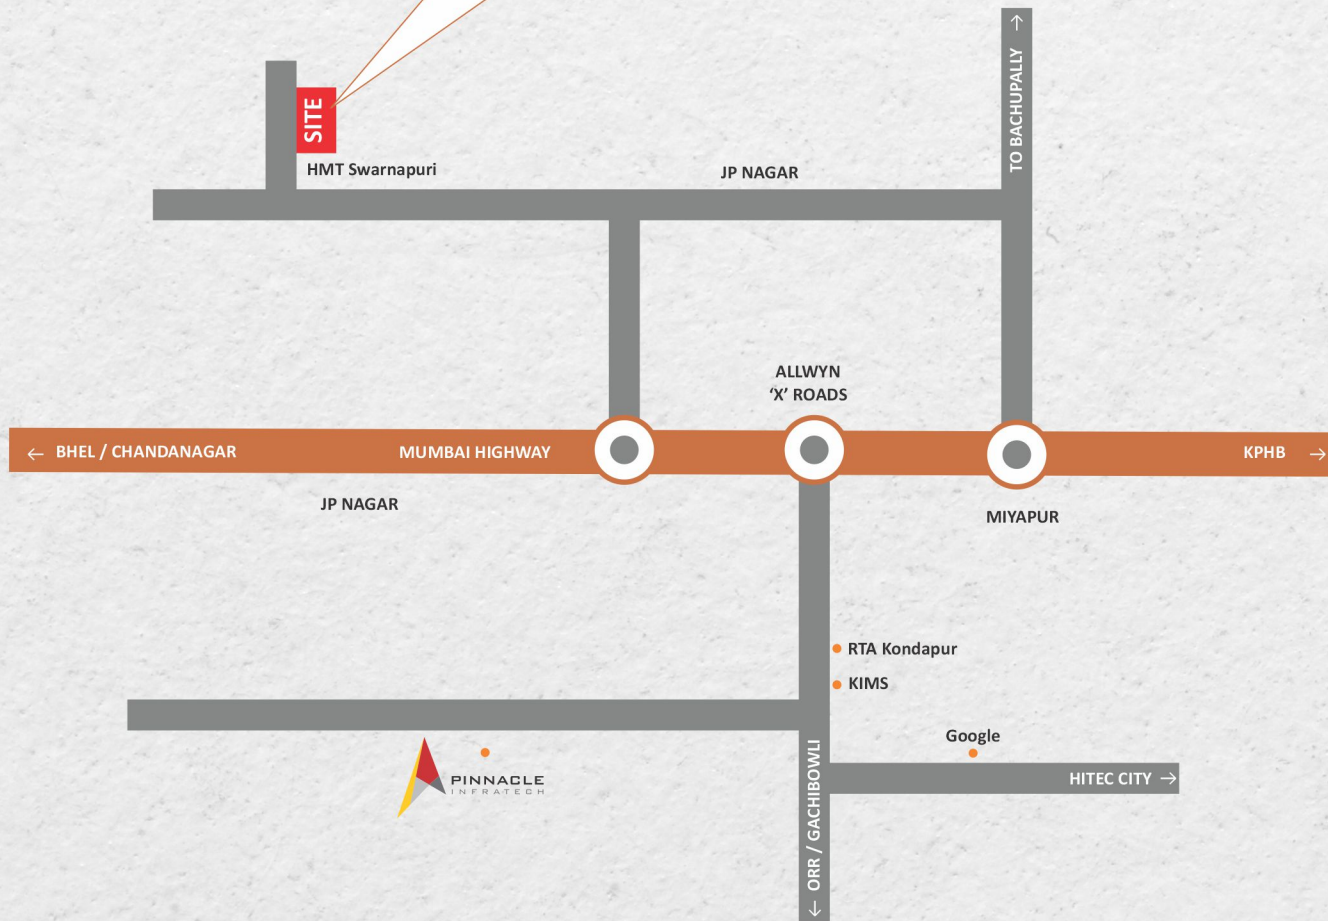 ↑
TO BACHUPALLY
SITE
HMT Swarnapuri
JP NAGAR
ALLWYN
‘X’ ROADS
← BHEL / CHANDANAGAR
MUMBAI HIGHWAY
KPHB →
JP NAGAR
MIYAPUR
RTA Kondapur
KIMS
Google
HITEC CITY →
PINNACLE
INFRATECH
← ORR / GACHIBOWLI